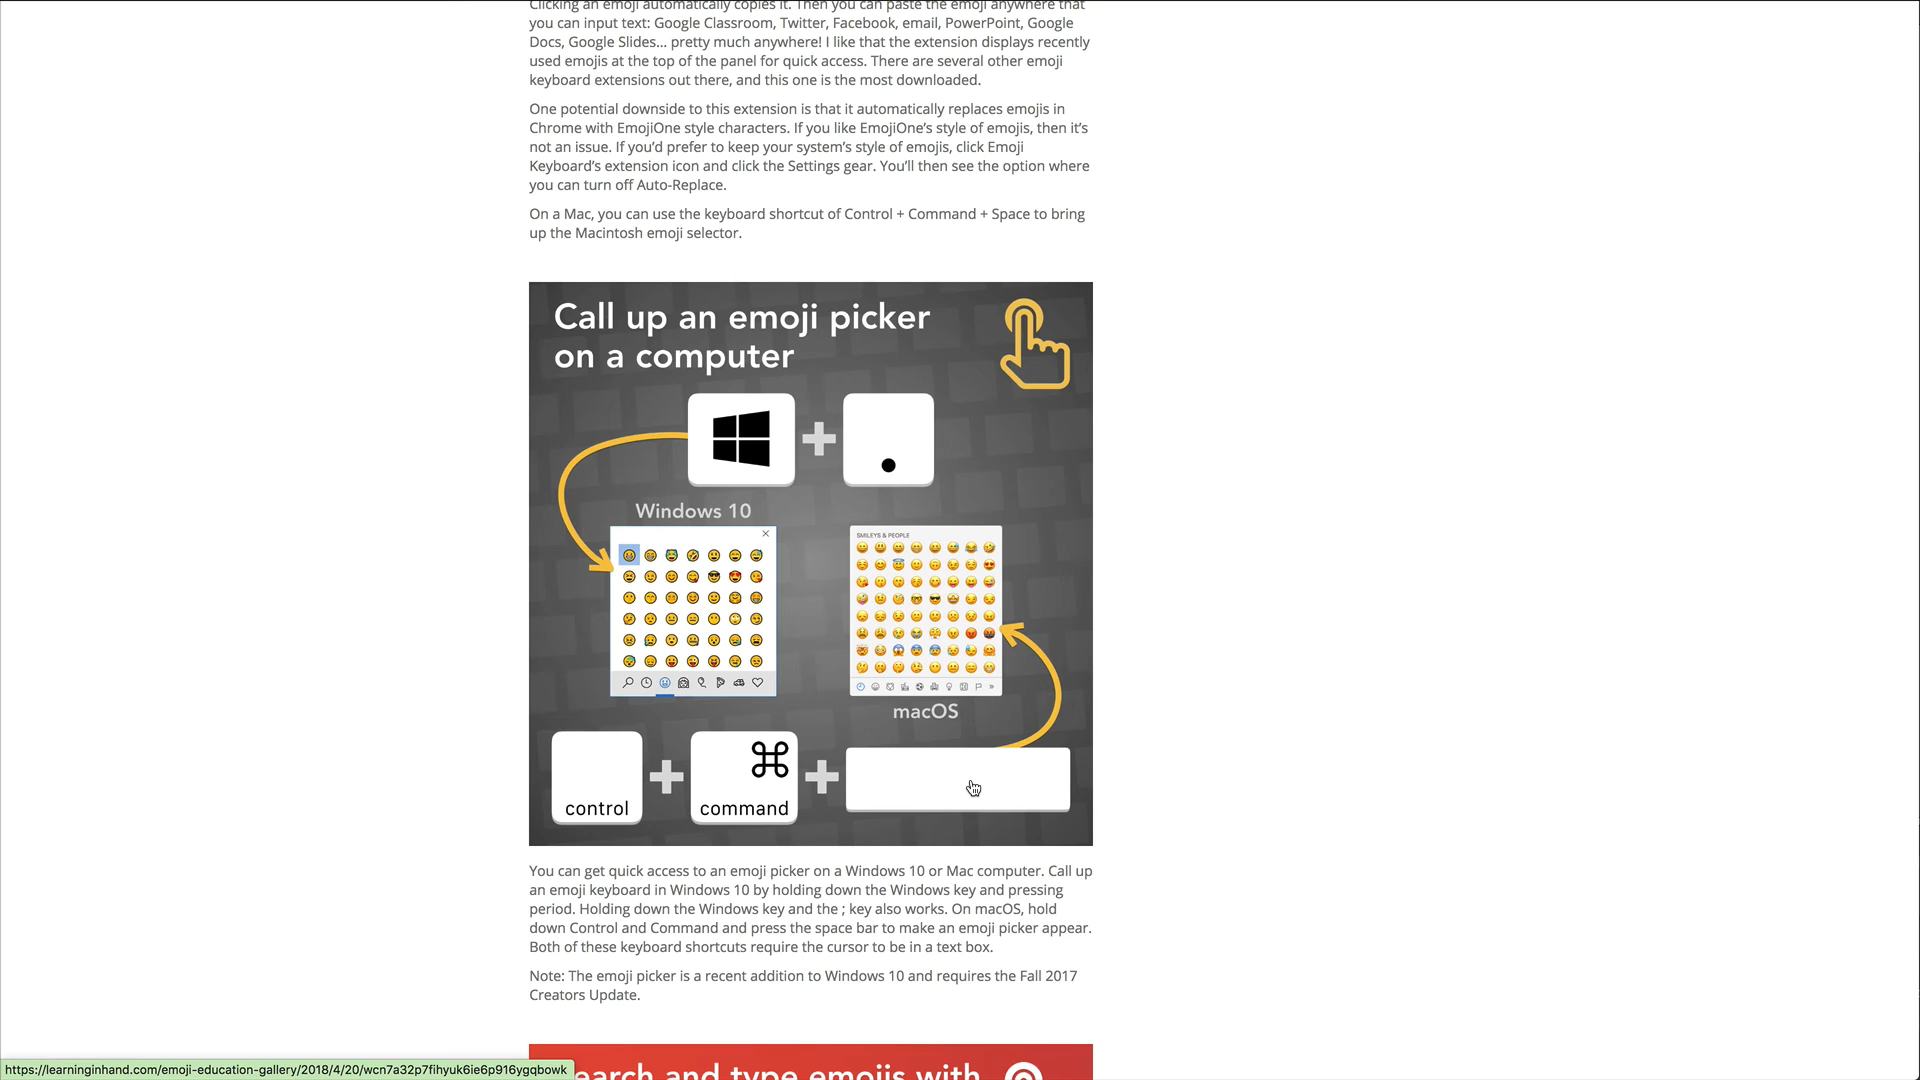 Clicking an emoji automatically copies it. Then you can paste the emoji anywhere that
you can input text: Google Classroom, Twitter, Facebook, email, PowerPoint, Google
Docs, Google Slides... pretty much anywhere! I like that the extension displays recently
used emojis at the top of the panel for quick access. There are several other emoji
keyboard extensions out there, and this one is the most downloaded.
One potential downside to this extension is that it automatically replaces emojis in
Chrome with EmojiOne style characters. If you like EmojiOne’s style of emojis, then it’s
not an issue. If you’d prefer to keep your system’s style of emojis, click Emoji
Keyboard’s extension icon and click the Settings gear. You’ll then see the option where
you can turn off Auto-Replace.
On a Mac, you can use the keyboard shortcut of Control + Command + Space to bring
up the Macintosh emoji selector.
Call up an emoji picker
on a computer
Windows 10
SMILEYS & PEOPLE
macOS
control
command
You can get quick access to an emoji picker on a Windows 10 or Mac computer. Call up
an emoji keyboard in Windows 10 by holding down the Windows key and pressing
period. Holding down the Windows key and the ; key also works. On macOS, hold
down Control and Command and press the space bar to make an emoji picker appear.
Both of these keyboard shortcuts require the cursor to be in a text box.
Note: The emoji picker is a recent addition to Windows 10 and requires the Fall 2017
Creators Update.
earch and type emojis with
https://learninginhand.com/emoji-education-gallery/2018/4/20/wcn7a32p7fihyuk6ie6p916ygqbowk